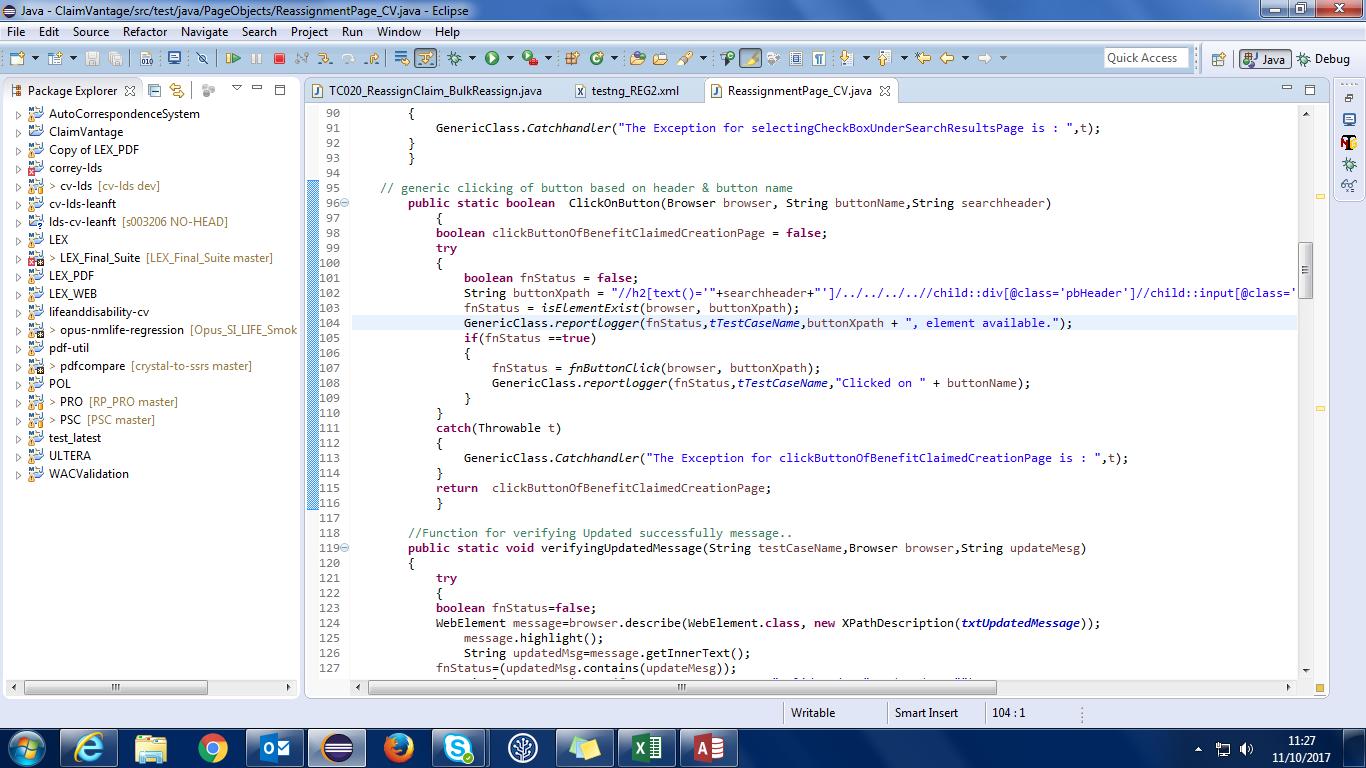 Java - ClaimVantage/src/test/java/PageObjects/ReassignmentPage_CV.java - Eclipse
File Edit Source Refactor Navigate Search Project Run Window Help
Quick Access Java Debug
Package Explorer
AutoCorrespondenceSystem
ClaimVantage
Copy of LEX_PDF
correy-lds
> cv-lds [cv-lds dev]
cv-lds-leanft
lds-cv-leanft [s003206 NO-HEAD]
LEX
> LEX_Final_Suite [LEX_Final_Suite master]
LEX_PDF
LEX_WEB
lifeanddisability-cv
> opus-nmlife-regression [Opus_SI_LIFE_Smok
pdf-util
> pdfcompare [crystal-to-ssrs master]
POL
> PRO [RP_PRO master]
> PSC [PSC master]
test_latest
ULTERA
WACValidation
TC020_ReassignClaim_BulkReassign.java testng_REG2.xml ReassignmentPage_CV.java
90 {
91 GenericClass.Catchhandler("The Exception for selectingCheckBoxUnderSearchResultsPage is : ",t);
92 }
93 }
94
95 // generic clicking of button based on header & button name
96 public static boolean ClickOnButton(Browser browser, String buttonName,String searchheader)
97 {
98 boolean clickButtonOfBenefitClaimedCreationPage = false;
99 try
100 {
101 boolean fnStatus = false;
102 String buttonXpath = "//h2[text()='"+searchheader+"']/../../../..//child::div[@class='pbHeader']//child::input[@class='
103 fnStatus = isElementExist(browser, buttonXpath);
104 GenericClass.reportlogger(fnStatus,tTestCaseName,buttonXpath + ", element available.");
105 if(fnStatus ==true)
106 {
107 fnStatus = fnButtonClick(browser, buttonXpath);
108 GenericClass.reportlogger(fnStatus,tTestCaseName,"Clicked on " + buttonName);
109 }
110 }
111 catch(Throwable t)
112 {
113 GenericClass.Catchhandler("The Exception for clickButtonOfBenefitClaimedCreationPage is : ",t);
114 }
115 return clickButtonOfBenefitClaimedCreationPage;
116 }
117
118 //Function for verifying Updated successfully message..
119 public static void verifyingUpdatedMessage(String testCaseName,Browser browser,String updateMesg)
120 {
121 try
122 {
123 boolean fnStatus=false;
124 WebElement message=browser.describe(WebElement.class, new XPathDescription(txtUpdatedMessage));
125 message.highlight();
126 String updatedMsg=message.getInnerText();
127 fnStatus=(updatedMsg.contains(updateMesg));
Writable Smart Insert 104 : 1
11:27
11/10/2017